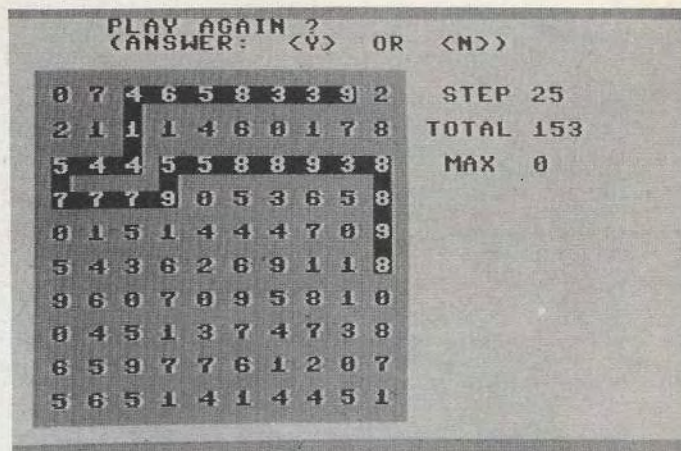 PLAY AGAIN ?
(ANSWER: <Y> OR <N>)
0 7 4 6 5 8 3 3 9 2 STEP 25
2 1 1 1 4 6 0 1 7 8 TOTAL 153
5 4 4 5 5 8 8 9 3 8 MAX 0
7 7 7 9 0 5 3 6 5 8
0 1 5 1 4 4 4 7 0 9
5 4 3 6 2 6 9 1 1 8
9 6 0 7 0 9 5 8 1 0
0 4 5 1 3 7 4 7 3 8
6 5 9 7 7 6 1 2 0 7
5 6 5 1 4 1 4 4 5 1